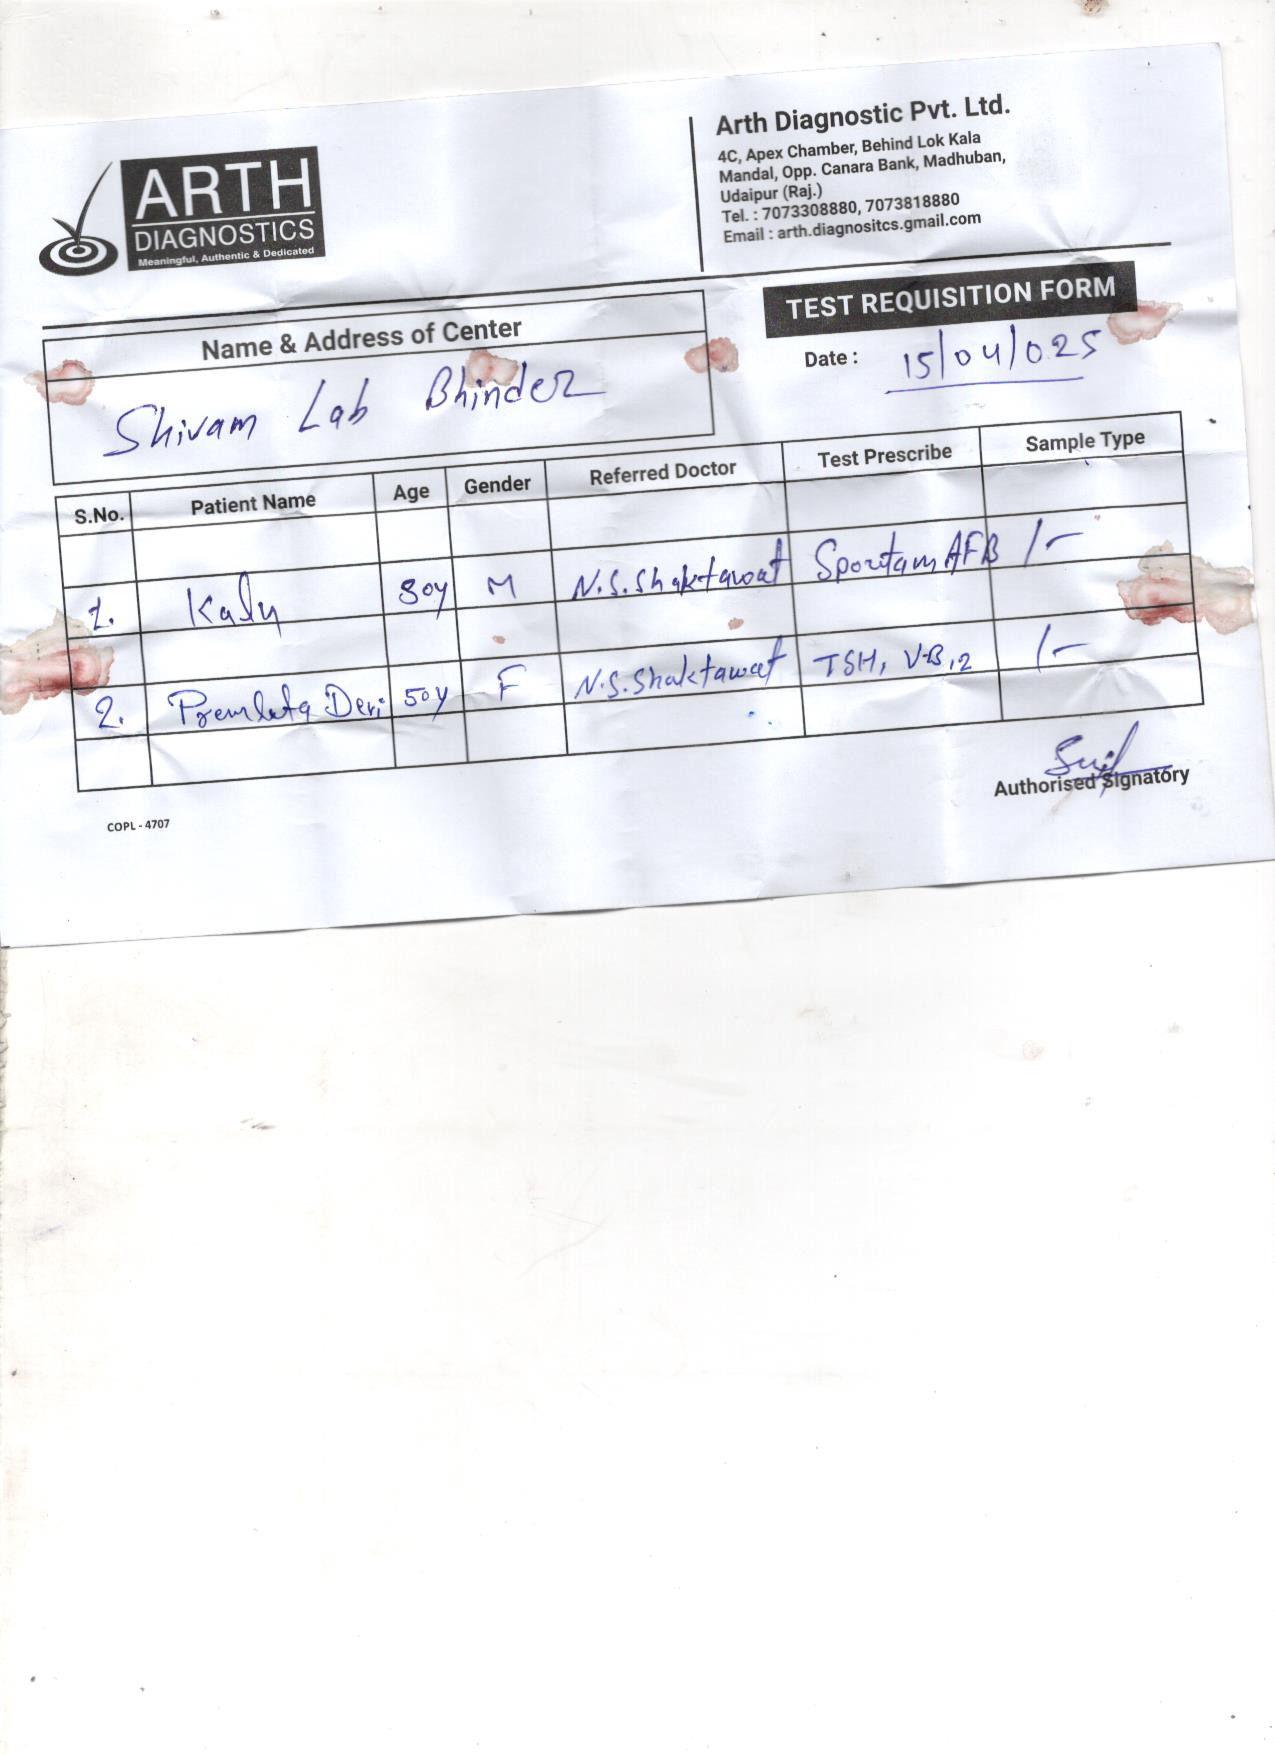 ARTH
DIAGNOSTICS
Meaningful, Authentic & Dedicated
Arth Diagnostic Pvt. Ltd.
4C, Apex Chamber, Behind Lok Kala
Mandal, Opp. Canara Bank, Madhuban,
Udaipur (Raj.)
Tel. : 7073308880, 7073818880
Email : arth.diagnositcs.gmail.com
TEST REQUISITION FORM
Name & Address of Center
Date : 15/04/025
Shivam Lab Bhinder
S.No. Patient Name Age Gender Referred Doctor Test Prescribe Sample Type
1. Kalu 80y M N.S.Shaktawat AFB /-
2. Premlata Devi 50y F N.S.Shaktawat TSH, V-B12 /-
Authorised Signatory
COPL - 4707